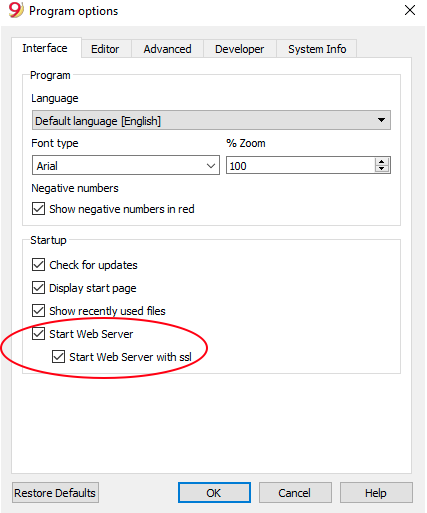 Program options
Interface Editor Advanced Developer System Info
Program
Language
Default language [English]
Font type % Zoom
Arial 100
Negative numbers
Show negative numbers in red
Startup
Check for updates
Display start page
Show recently used files
Start Web Server
Start Web Server with ssl
Restore Defaults OK Cancel Help